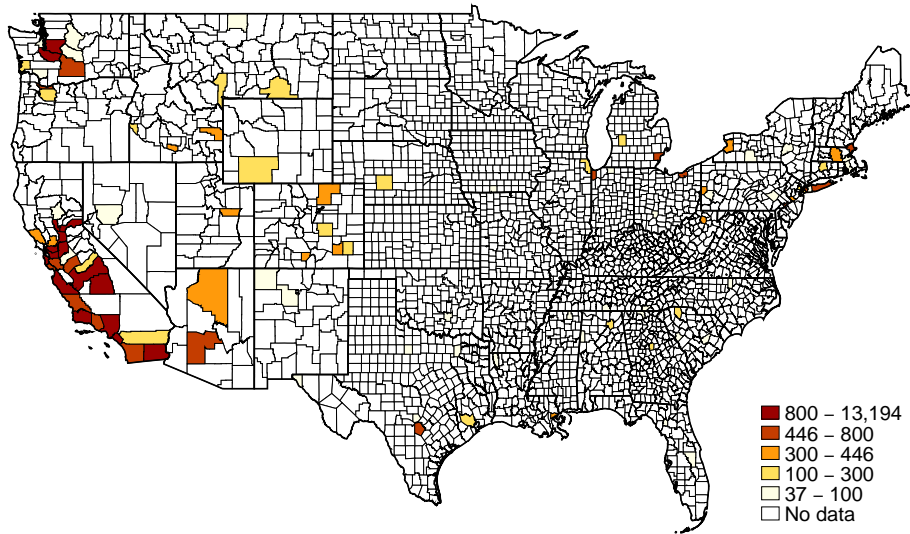 800 – 13,194
446 – 800
300 – 446
100 – 300
37 – 100
No data